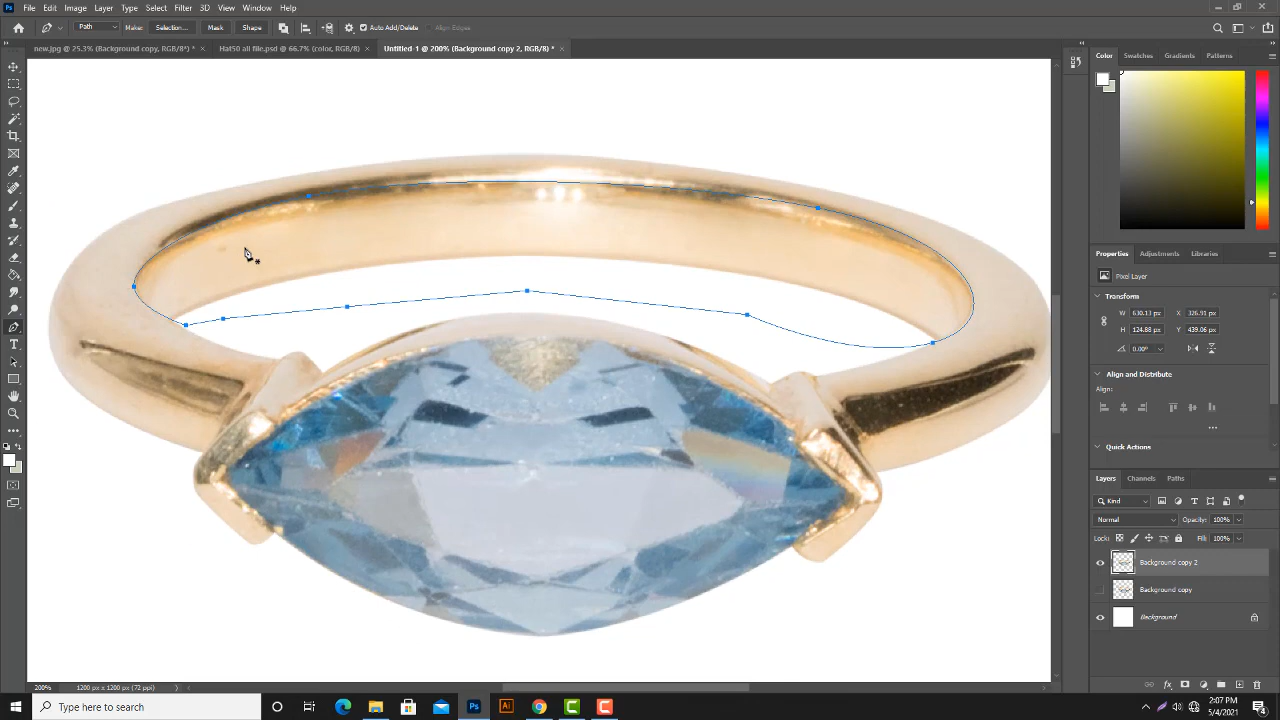 Ps File Edit Image Layer Type Select Filter 3D View Window Help
Path Make: Selection... Mask Shape Auto Add/Delete Align Edges
new.jpg @ 25.3% (Background copy, RGB/8*) * × Hat50 all file.psd @ 66.7% (color, RGB/8) × Untitled-1 @ 200% (Background copy 2, RGB/8) * ×
Color Swatches Gradients Patterns
Properties Adjustments Libraries
Pixel Layer
Transform
W: 630.13 px X: 326.91 px
H: 124.88 px Y: 439.06 px
0.00°
Align and Distribute
Align:
...
Quick Actions
Layers Channels Paths
Kind
Normal Opacity: 100%
Locks: Fill: 100%
Background copy 2
Background copy
Background
200% 1200 px x 1200 px (72 ppi)
Type here to search
Ps Ai
2:07 PM
5/4/2021